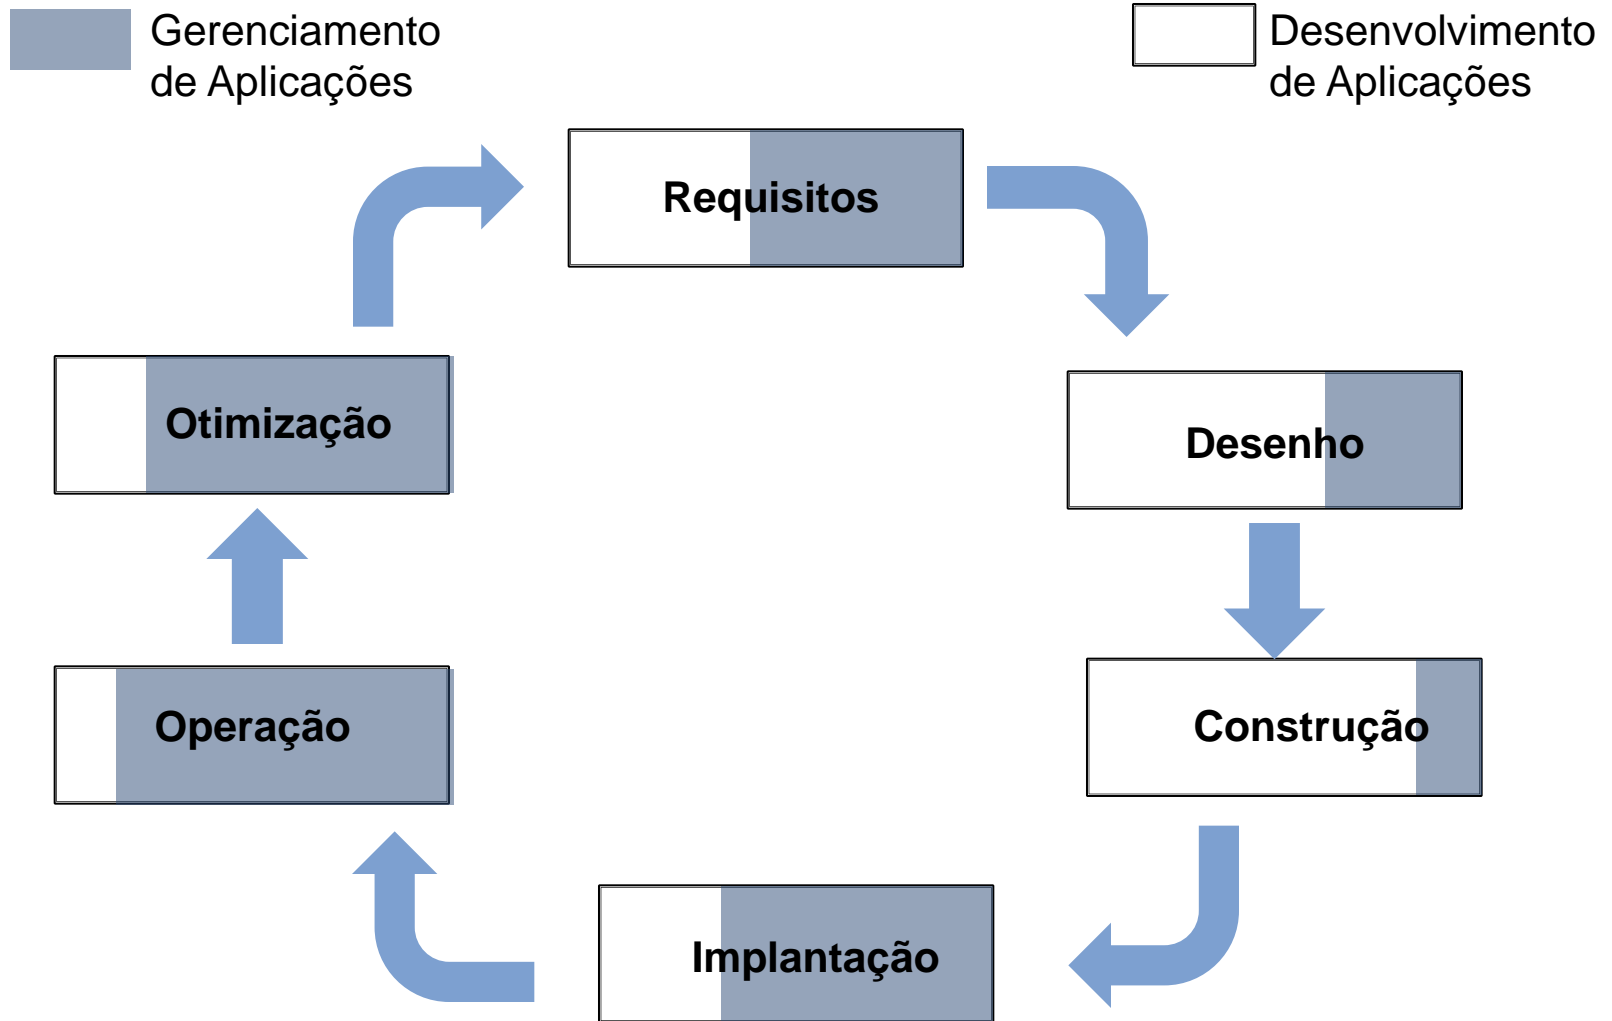 Gerenciamento
de Aplicações
Desenvolvimento
de Aplicações
Requisitos
Otimização
Desenho
Operação
Construção
Implantação